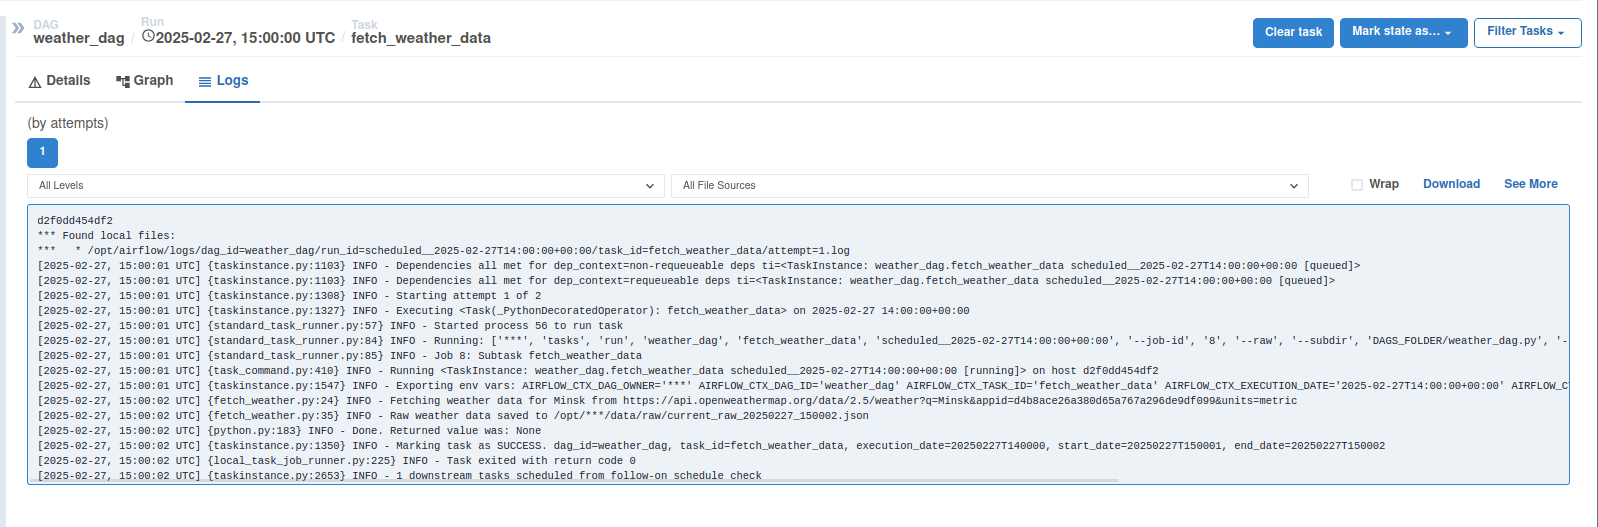 DAG
weather_dag / Run
2025-02-27, 15:00:00 UTC / Task
fetch_weather_data
Clear task
Mark state as...
Filter Tasks
Details
Graph
Logs
(by attempts)
1
All Levels
All File Sources
Wrap
Download
See More
d2f0dd454df2
*** Found local files:
***   * /opt/airflow/logs/dag_id=weather_dag/run_id=scheduled__2025-02-27T14:00:00+00:00/task_id=fetch_weather_data/attempt=1.log
[2025-02-27, 15:00:01 UTC] {taskinstance.py:1103} INFO - Dependencies all met for dep_context=non-requeueable deps ti=<TaskInstance: weather_dag.fetch_weather_data scheduled__2025-02-27T14:00:00+00:00 [queued]>
[2025-02-27, 15:00:01 UTC] {taskinstance.py:1103} INFO - Dependencies all met for dep_context=requeueable deps ti=<TaskInstance: weather_dag.fetch_weather_data scheduled__2025-02-27T14:00:00+00:00 [queued]>
[2025-02-27, 15:00:01 UTC] {taskinstance.py:1308} INFO - Starting attempt 1 of 2
[2025-02-27, 15:00:01 UTC] {taskinstance.py:1327} INFO - Executing <Task(_PythonDecoratedOperator): fetch_weather_data> on 2025-02-27 14:00:00+00:00
[2025-02-27, 15:00:01 UTC] {standard_task_runner.py:57} INFO - Started process 56 to run task
[2025-02-27, 15:00:01 UTC] {standard_task_runner.py:84} INFO - Running: ['***', 'tasks', 'run', 'weather_dag', 'fetch_weather_data', 'scheduled__2025-02-27T14:00:00+00:00', '--job-id', '8', '--raw', '--subdir', 'DAGS_FOLDER/weather_dag.py', '-
[2025-02-27, 15:00:01 UTC] {standard_task_runner.py:85} INFO - Job 8: Subtask fetch_weather_data
[2025-02-27, 15:00:01 UTC] {task_command.py:410} INFO - Running <TaskInstance: weather_dag.fetch_weather_data scheduled__2025-02-27T14:00:00+00:00 [running]> on host d2f0dd454df2
[2025-02-27, 15:00:01 UTC] {taskinstance.py:1547} INFO - Exporting env vars: AIRFLOW_CTX_DAG_OWNER='***' AIRFLOW_CTX_DAG_ID='weather_dag' AIRFLOW_CTX_TASK_ID='fetch_weather_data' AIRFLOW_CTX_EXECUTION_DATE='2025-02-27T14:00:00+00:00' AIRFLOW_CT
[2025-02-27, 15:00:02 UTC] {fetch_weather.py:24} INFO - Fetching weather data for Minsk from https://api.openweathermap.org/data/2.5/weather?q=Minsk&appid=d4b8ace26a380d65a767a296de9df099&units=metric
[2025-02-27, 15:00:02 UTC] {fetch_weather.py:35} INFO - Raw weather data saved to /opt/***/data/raw/current_raw_20250227_150002.json
[2025-02-27, 15:00:02 UTC] {python.py:183} INFO - Done. Returned value was: None
[2025-02-27, 15:00:02 UTC] {taskinstance.py:1350} INFO - Marking task as SUCCESS. dag_id=weather_dag, task_id=fetch_weather_data, execution_date=20250227T140000, start_date=20250227T150001, end_date=20250227T150002
[2025-02-27, 15:00:02 UTC] {local_task_job_runner.py:225} INFO - Task exited with return code 0
[2025-02-27, 15:00:02 UTC] {taskinstance.py:2653} INFO - 1 downstream tasks scheduled from follow-on schedule check